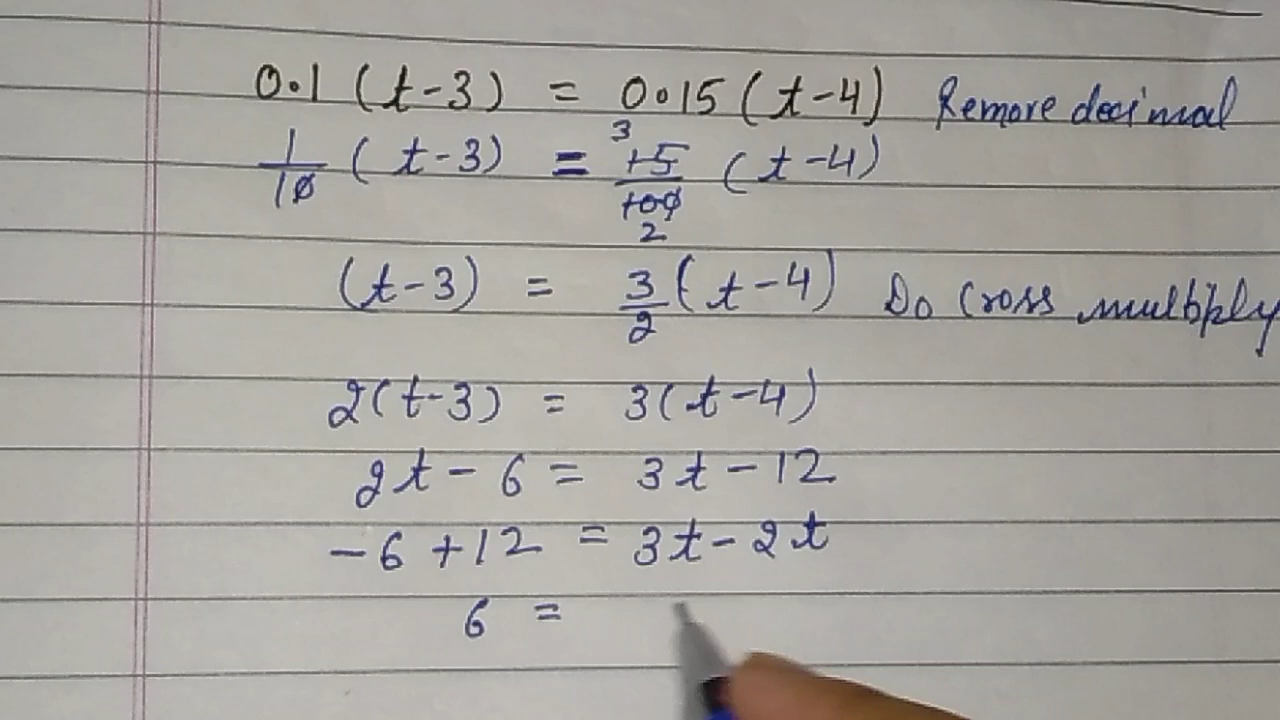 0.1 (t-3) = 0.15 (t-4) Remove decimal
1/10 (t-3) = 3 15/100 2 (t-4)
(t-3) = 3/2 (t-4) Do Cross multiply
2(t-3) = 3(t-4)
2t - 6 = 3t - 12
-6 + 12 = 3t - 2t
6 =